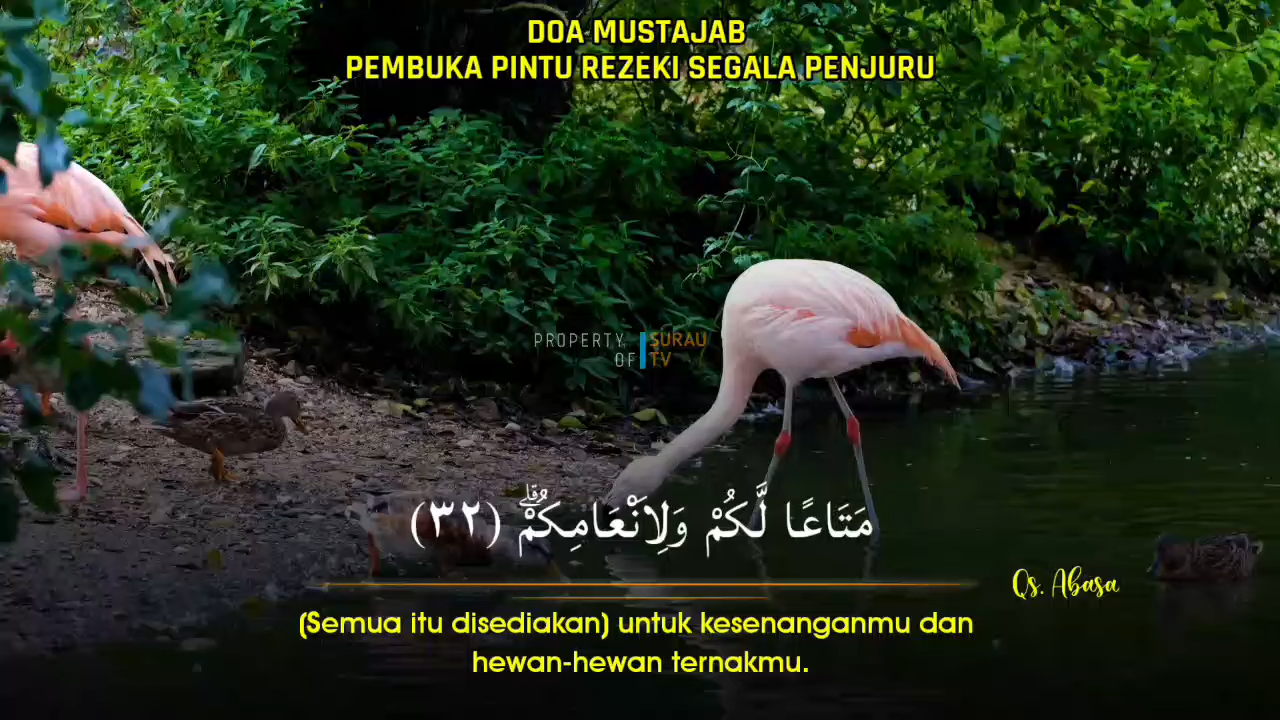 DOA MUSTAJAB
PEMBUKA PINTU REZEKI SEGALA PENJURU
PROPERTY OF SURAU TV
مَتَاعًا لَّكُمْ وَلِاَنْعَامِكُمْۗ (٣٢)
Qs. Abasa
(Semua itu disediakan) untuk kesenanganmu dan
hewan-hewan ternakmu.